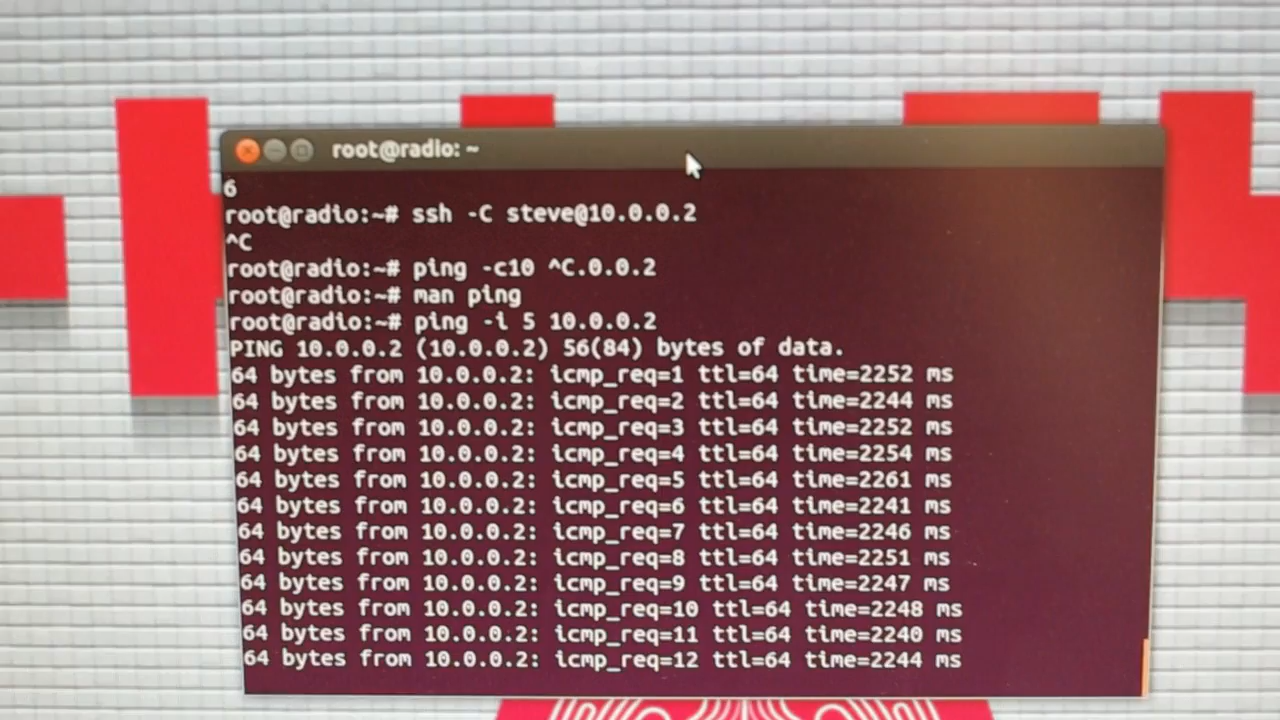 root@radio: ~
6
root@radio:~# ssh -C steve@10.0.0.2
^C
root@radio:~# ping -c10 ^C.0.0.2
root@radio:~# man ping
root@radio:~# ping -i 5 10.0.0.2
PING 10.0.0.2 (10.0.0.2) 56(84) bytes of data.
64 bytes from 10.0.0.2: icmp_req=1 ttl=64 time=2252 ms
64 bytes from 10.0.0.2: icmp_req=2 ttl=64 time=2244 ms
64 bytes from 10.0.0.2: icmp_req=3 ttl=64 time=2252 ms
64 bytes from 10.0.0.2: icmp_req=4 ttl=64 time=2254 ms
64 bytes from 10.0.0.2: icmp_req=5 ttl=64 time=2261 ms
64 bytes from 10.0.0.2: icmp_req=6 ttl=64 time=2241 ms
64 bytes from 10.0.0.2: icmp_req=7 ttl=64 time=2246 ms
64 bytes from 10.0.0.2: icmp_req=8 ttl=64 time=2251 ms
64 bytes from 10.0.0.2: icmp_req=9 ttl=64 time=2247 ms
64 bytes from 10.0.0.2: icmp_req=10 ttl=64 time=2248 ms
64 bytes from 10.0.0.2: icmp_req=11 ttl=64 time=2240 ms
64 bytes from 10.0.0.2: icmp_req=12 ttl=64 time=2244 ms